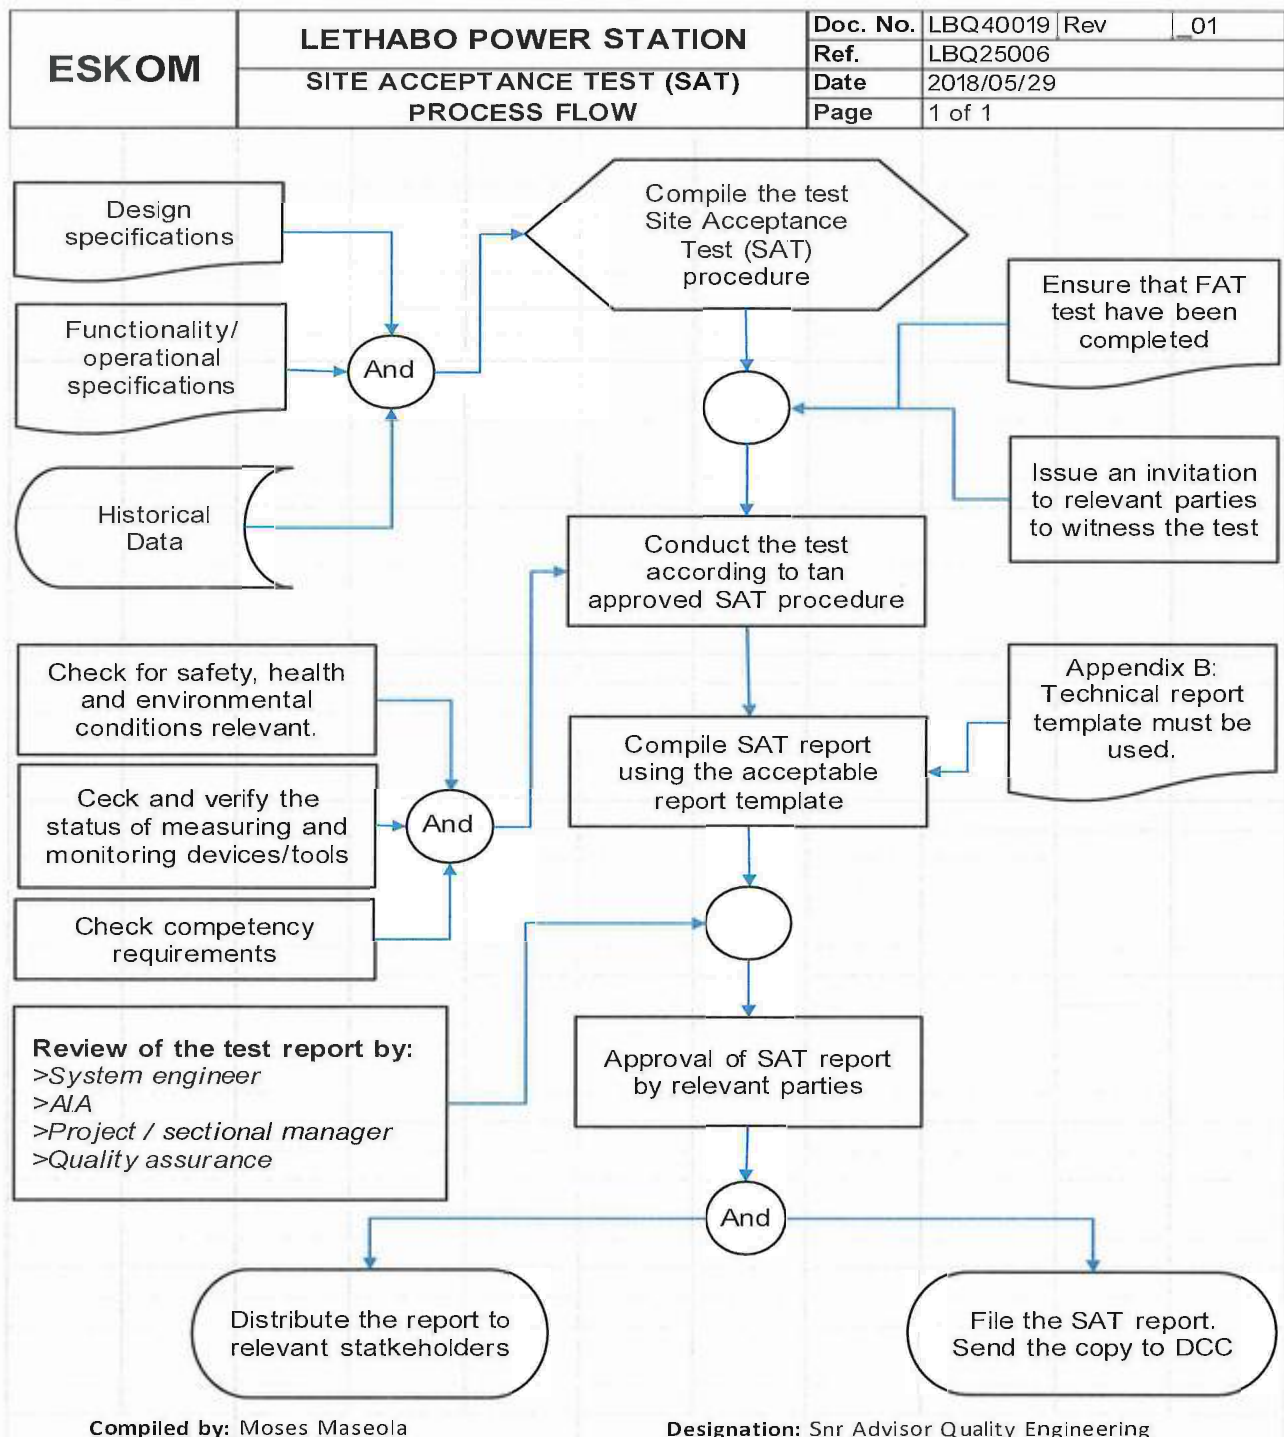 ESKOM
LETHABO POWER STATION
SITE ACCEPTANCE TEST (SAT)
PROCESS FLOW
Doc. No. LBQ40019 Rev _01
Ref. LBQ25006
Date 2018/05/29
Page 1 of 1
Design
specifications
Functionality/
operational
specifications
Historical
Data
And
Compile the test
Site Acceptance
Test (SAT)
procedure
Ensure that FAT
test have been
completed
Issue an invitation
to relevant parties
to witness the test
Conduct the test
according to tan
approved SAT procedure
Check for safety, health
and environmental
conditions relevant.
Ceck and verify the
status of measuring and
monitoring devices/tools
Check competency
requirements
And
Appendix B:
Technical report
template must be
used.
Compile SAT report
using the acceptable
report template
Review of the test report by:
>System engineer
>AIA
>Project / sectional manager
>Quality assurance
Approval of SAT report
by relevant parties
And
Distribute the report to
relevant statkeholders
File the SAT report.
Send the copy to DCC
Compiled by: Moses Maseola
Designation: Snr Advisor Quality Engineering